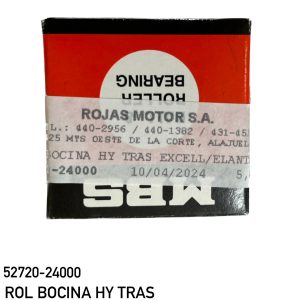 ROLLER
BEARING
ROJAS MOTOR S.A.
L.: 440-2956 / 440-1382 / 431-45
25 MTS OESTE DE LA CORTE, ALAJUEL
BOCINA HY TRAS EXCELL/ELANT
-24000 10/04/2024 5,
MBS
52720-24000
ROL BOCINA HY TRAS